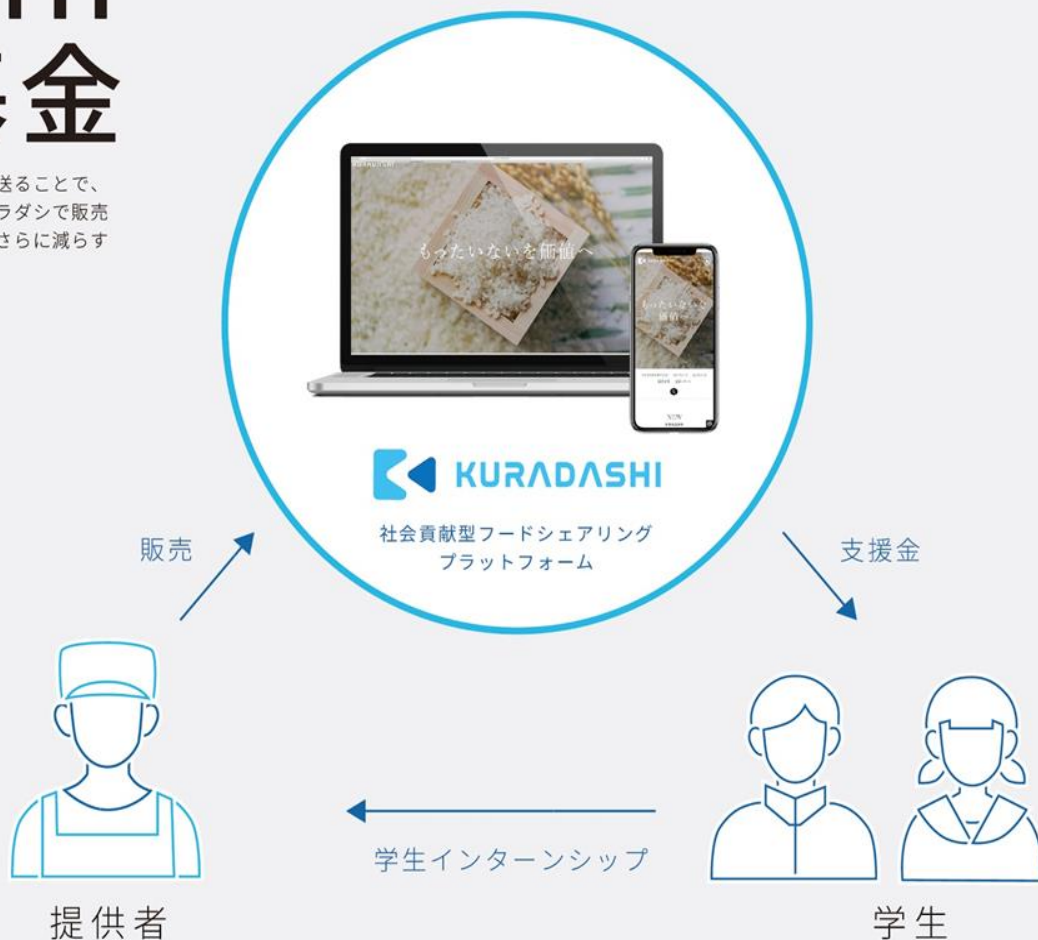 基金
送ることで、
ラダシで販売
さらに減らす
KURADASHI
もったいないを価値へ
もったいないを
価値へ
KURADASHI
社会貢献型フードシェアリング
プラットフォーム
販売
支援金
学生インターンシップ
提供者
学生